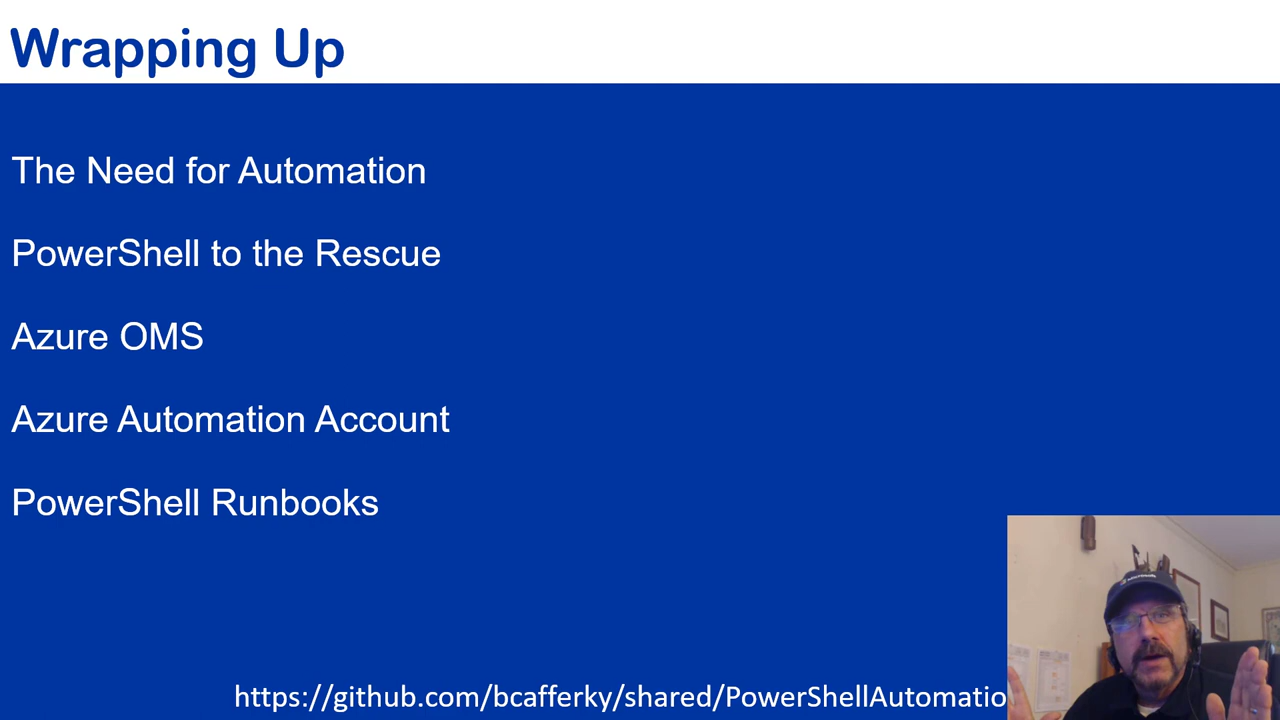 Wrapping Up
The Need for Automation
PowerShell to the Rescue
Azure OMS
Azure Automation Account
PowerShell Runbooks
https://github.com/bcafferky/shared/PowerShellAutomatio